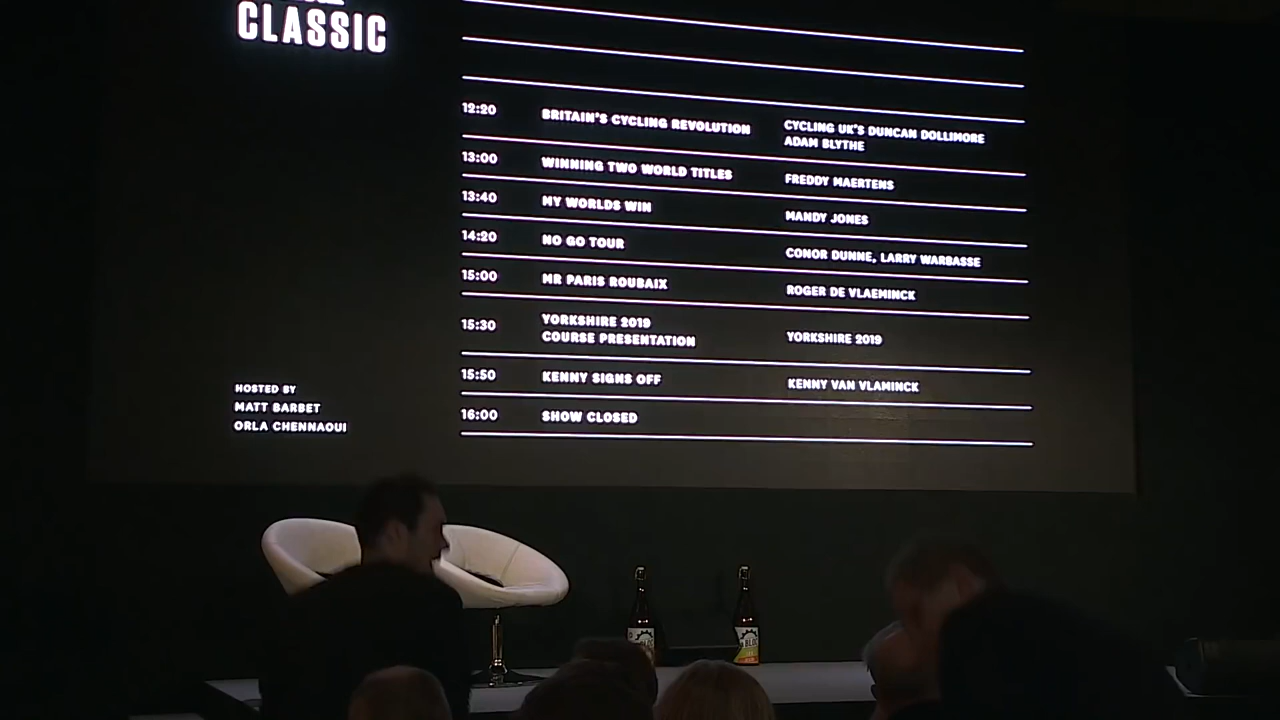 CLASSIC
12:20 BRITAIN'S CYCLING REVOLUTION CYCLING UK'S DUNCAN DOLLIMORE
ADAM BLYTHE
13:00 WINNING TWO WORLD TITLES FREDDY MAERTENS
13:40 MY WORLDS WIN MANDY JONES
14:20 NO GO TOUR CONOR DUNNE, LARRY WARBASSE
15:00 MR PARIS ROUBAIX ROGER DE VLAEMINCK
15:30 YORKSHIRE 2019
COURSE PRESENTATION YORKSHIRE 2019
15:50 KENNY SIGNS OFF KENNY VAN VLAMINCK
16:00 SHOW CLOSED
HOSTED BY
MATT BARBET
ORLA CHENNAOUI